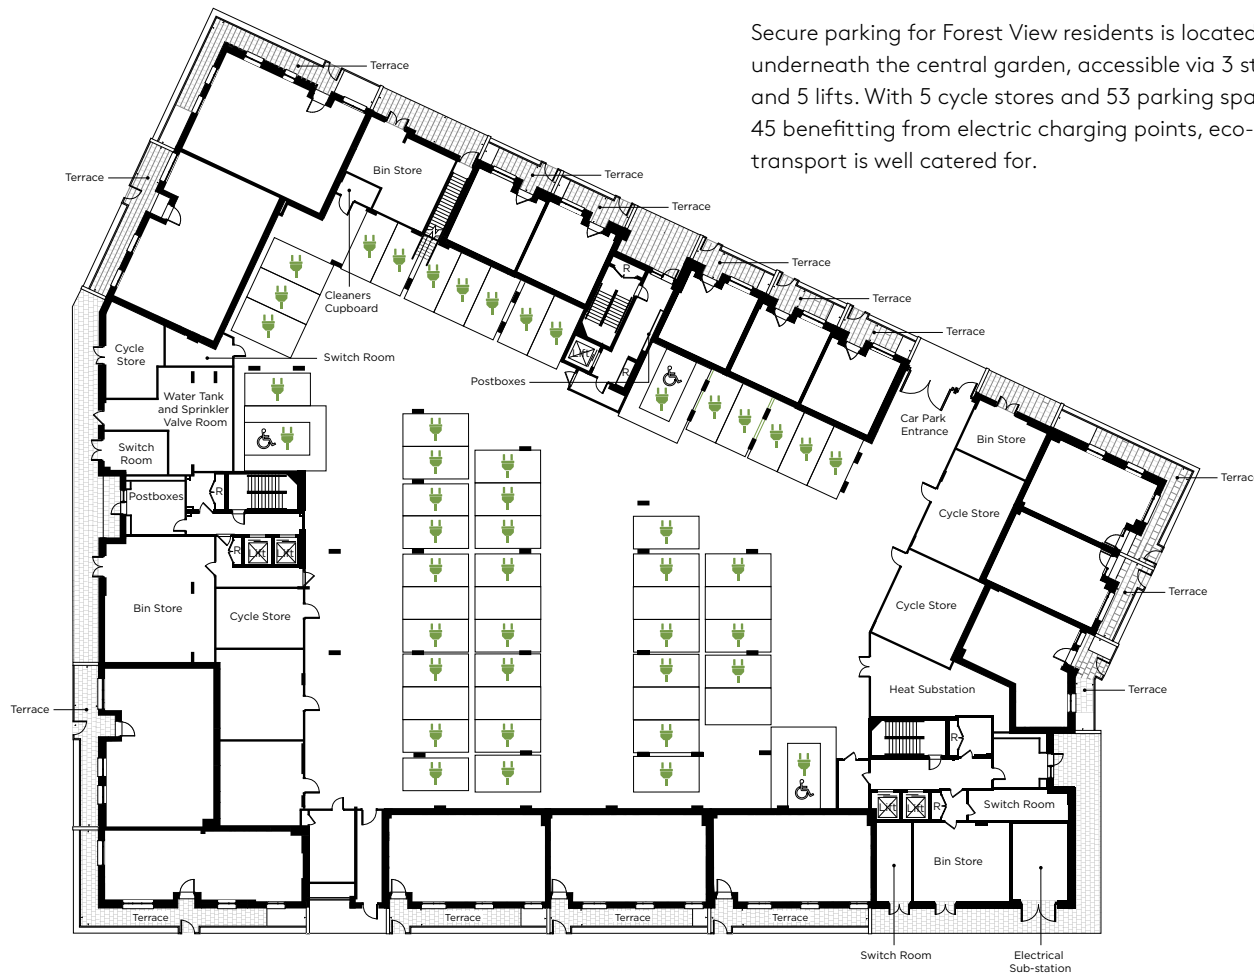 Secure parking for Forest View residents is located
underneath the central garden, accessible via 3
and 5 lifts. With 5 cycle stores and 53 parking
45 benefitting from electric charging points, eco-
transport is well catered for.
Terrace
Terrace
Bin Store
Terrace
Terrace
R
Terrace
Cleaners
Cupboard
Terrace
Terrace
Cycle
Store
Switch Room
Lift
R
Postboxes
Water Tank
and Sprinkler
Valve Room
Car Park
Entrance
Switch
Room
Bin Store
Terrace
Postboxes
R
Cycle Store
R
Lift
Lift
Bin Store
Cycle Store
Cycle Store
Terrace
Heat Substation
Terrace
Terrace
R
Lift
Lift
R
Switch Room
Bin Store
Terrace
Terrace
Terrace
Terrace
Switch Room
Electrical
Sub-station